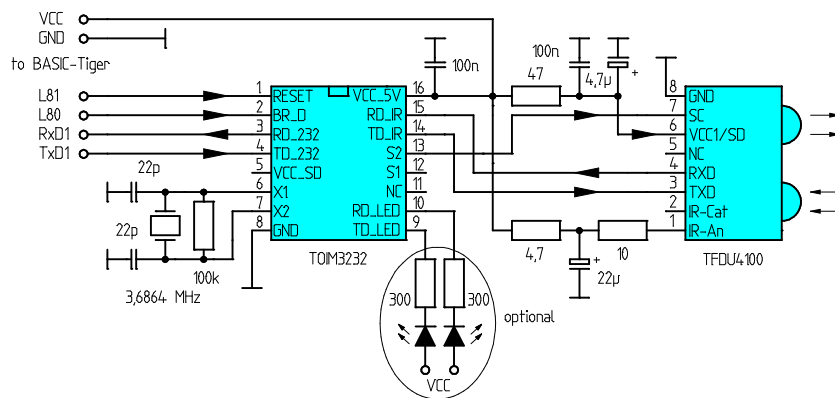 VCC
GND
to BASIC-Tiger
L81
L80
RxD1
TxD1
22p
22p
100k
3,6864 MHz
1 RESET
2 BR_D
3 RD_232
4 TD_232
5 VCC_SD
6 X1
7 X2
8 GND
VCC_5V 16
RD_IR 15
TD_IR 14
S2 13
S1 12
NC 11
RD_LED 10
TD_LED 9
TOIM3232
100n
47
100n
4,7µ
+
4,7
10
+
22µ
300
300
optional
VCC
8 GND
7 SC
6 VCC1/SD
5 NC
4 RXD
3 TXD
2 IR-Cat
1 IR-An
TFDU4100